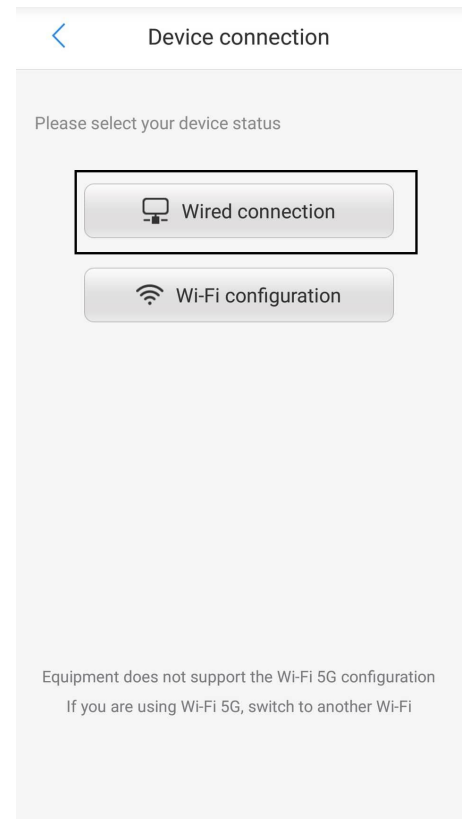 Device connection
Please select your device status
Wired connection
Wi-Fi configuration
Equipment does not support the Wi-Fi 5G configuration
If you are using Wi-Fi 5G, switch to another Wi-Fi